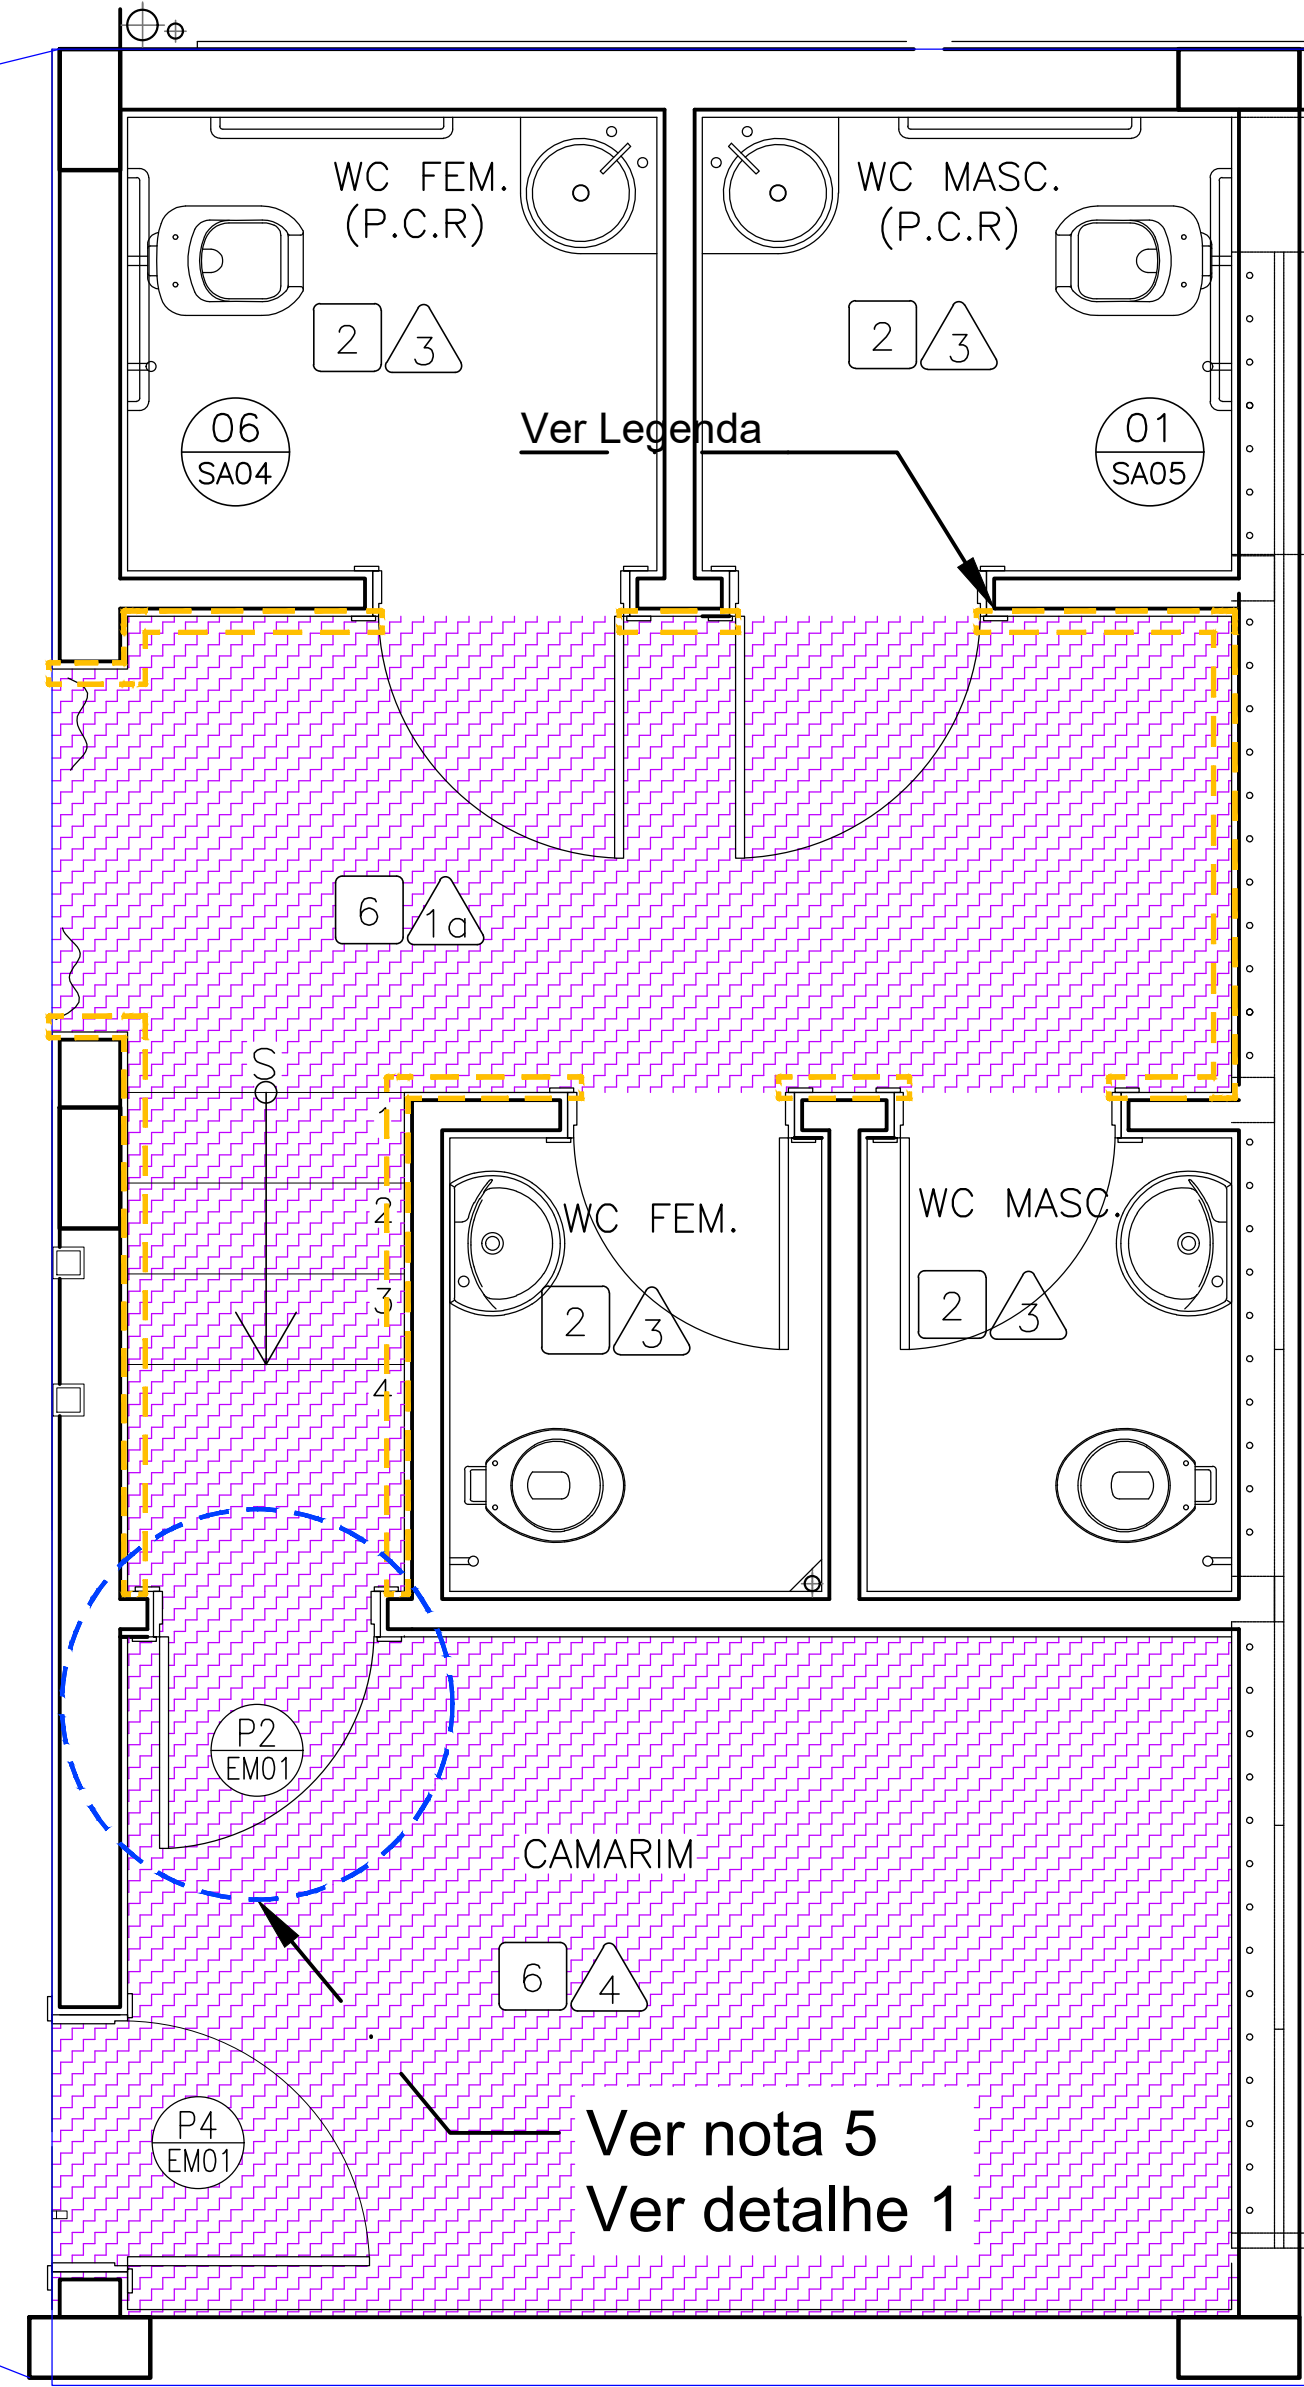 WC FEM.
(P.C.R)
WC MASC.
(P.C.R)
2
3
2
3
06
SA04
Ver Legenda
01
SA05
6
1a
S
1
2
3
4
WC FEM.
WC MASC.
2
3
2
3
P2
EM01
CAMARIM
6
4
P4
EM01
Ver nota 5
Ver detalhe 1